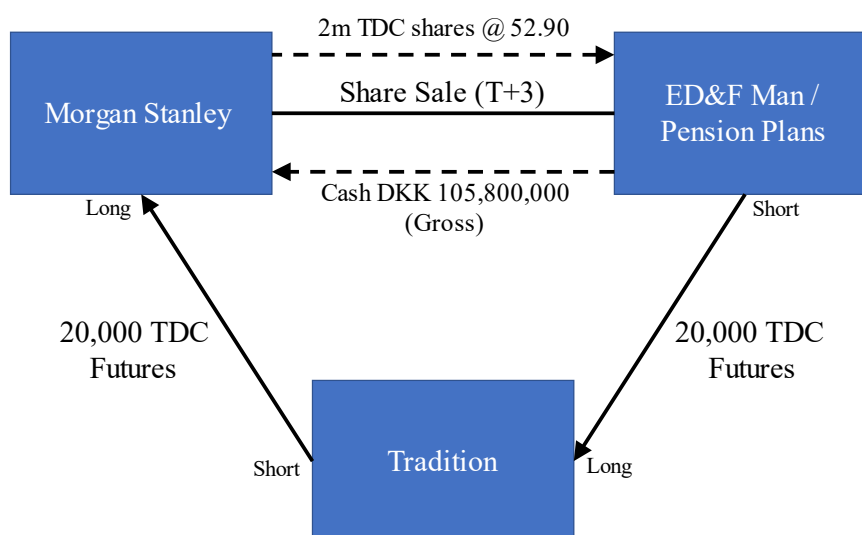 2m TDC shares @ 52.90
Morgan Stanley
Share Sale (T+3)
ED&F Man /
Pension Plans
Cash DKK 105,800,000
(Gross)
Long
Short
20,000 TDC
Futures
20,000 TDC
Futures
Short
Tradition
Long